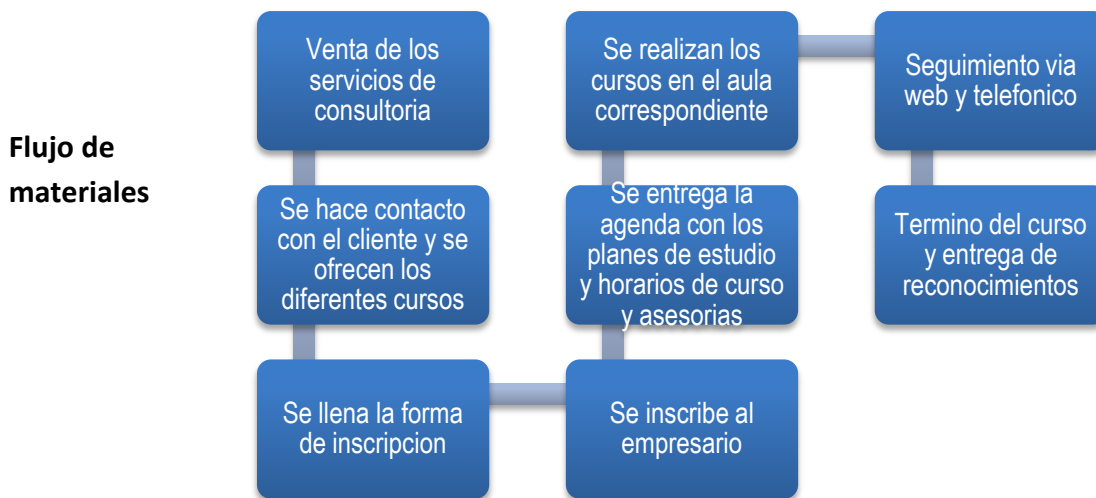 Flujo de
materiales
Venta de los
servicios de
consultoria
Se hace contacto
con el cliente y se
ofrecen los
diferentes cursos
Se llena la forma
de inscripcion
Se inscribe al
empresario
Se entrega la
agenda con los
planes de estudio
y horarios de curso
y asesorias
Se realizan los
cursos en el aula
correspondiente
Seguimiento via
web y telefonico
Termino del curso
y entrega de
reconocimientos